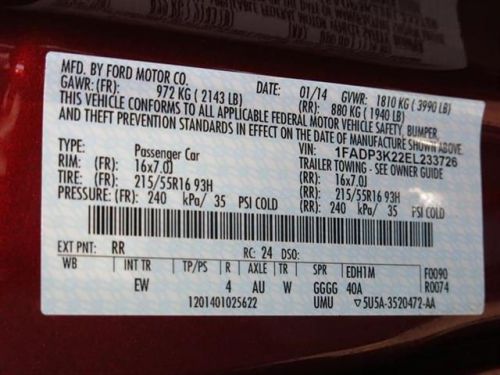 MFD. BY FORD MOTOR CO.
DATE: 01/14 GVWR: 1810 KG ( 3990 LB)
GAWR: (FR): 972 KG ( 2143 LB) (RR): 880 KG ( 1940 LB)
THIS VEHICLE CONFORMS TO ALL APPLICABLE FEDERAL MOTOR VEHICLE SAFETY, BUMPER,
AND THEFT PREVENTION STANDARDS IN EFFECT ON THE DATE OF MANUFACTURE SHOWN ABOVE.
VIN: 1FADP3K22EL233726
TYPE: Passenger Car TRAILER TOWING - SEE OWNER GUIDE
RIM: (FR): 16x7.0J (RR): 16x7.0J
TIRE: (FR): 215/55R16 93H (RR): 215/55R16 93H
PRESSURE: (FR): 240 kPa/ 35 PSI COLD (RR): 240 kPa/ 35 PSI COLD
EXT PNT: RR RC: 24 DSO:
WB INT TR TP/PS R AXLE TR SPR EDH1M F0090
EW 4 AU W GGGG 40A R0074
1201401025622 UMU ▽5U5A-3520472-AA